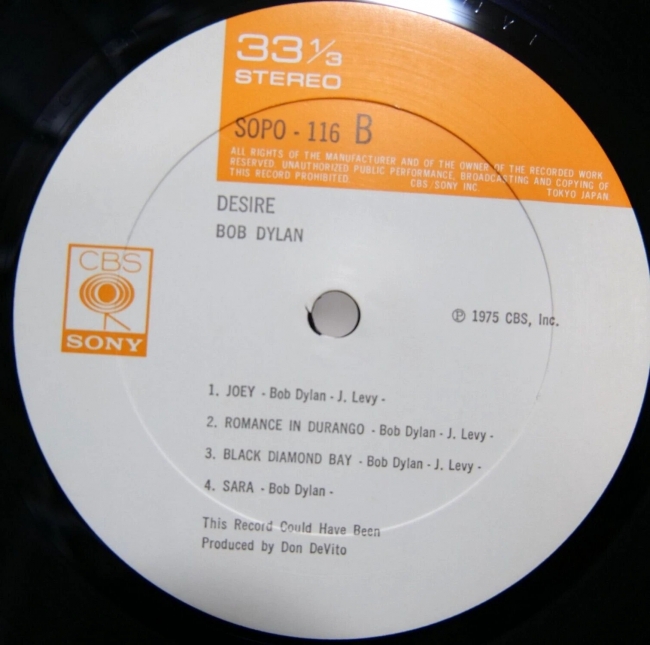 33 1/3
STEREO
SOPO - 116 B
ALL RIGHTS OF THE MANUFACTURER AND OF THE OWNER OF THE RECORDED WORK
RESERVED. UNAUTHORIZED PUBLIC PERFORMANCE, BROADCASTING AND COPYING OF
THIS RECORD PROHIBITED. CBS/SONY INC. TOKYO JAPAN.
DESIRE
BOB DYLAN
CBS
SONY
℗ 1975 CBS, Inc.
1. JOEY - Bob Dylan - J. Levy -
2. ROMANCE IN DURANGO - Bob Dylan - J. Levy -
3. BLACK DIAMOND BAY - Bob Dylan - J. Levy -
4. SARA - Bob Dylan -
This Record Could Have Been
Produced by Don DeVito